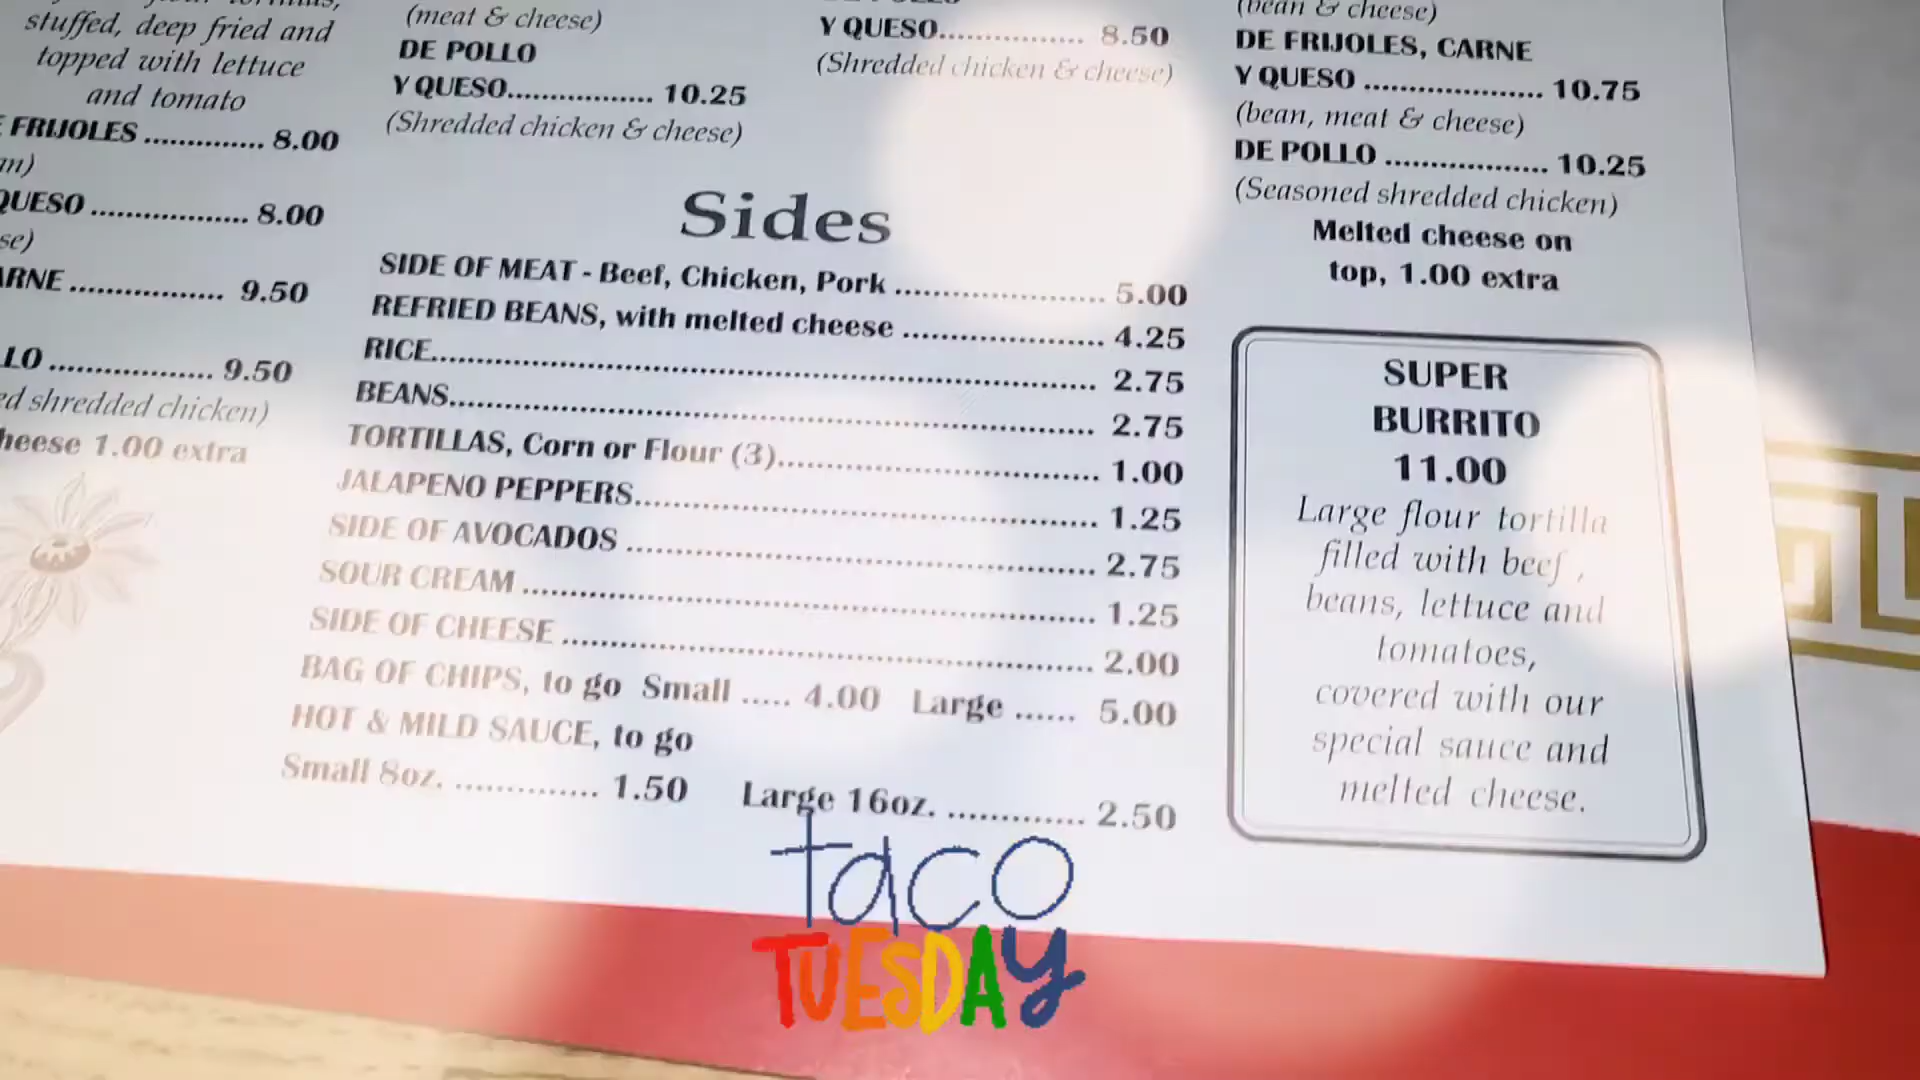 stuffed, deep fried and
topped with lettuce
and tomato
FRIJOLES .............. 8.00
QUESO .................. 8.00
ARNE .................. 9.50
LLO ................... 9.50
shredded chicken)
1.00 extra
(meat & cheese)
DE POLLO
Y QUESO.................. 10.25
(Shredded chicken & cheese)
Y QUESO.................. 8.50
(Shredded chicken & cheese)
(bean & cheese)
DE FRIJOLES, CARNE
Y QUESO ...................... 10.75
(bean, meat & cheese)
DE POLLO .................... 10.25
(Seasoned shredded chicken)
Melted cheese on
top, 1.00 extra
Sides
SIDE OF MEAT - Beef, Chicken, Pork .......................... 5.00
REFRIED BEANS, with melted cheese ......................... 4.25
RICE.................................................................... 2.75
BEANS.................................................................. 2.75
TORTILLAS, Corn or Flour (3)....................................... 1.00
JALAPENO PEPPERS.................................................. 1.25
SIDE OF AVOCADOS .................................................. 2.75
SOUR CREAM ......................................................... 1.25
SIDE OF CHEESE ..................................................... 2.00
BAG OF CHIPS, to go Small ..... 4.00 Large ...... 5.00
HOT & MILD SAUCE, to go
Small 8oz. .............. 1.50 Large 16oz. ............. 2.50
SUPER
BURRITO
11.00
Large flour tortilla
filled with beef ,
beans, lettuce and
tomatoes,
covered with our
special sauce and
melted cheese.
taco
TUESDAY